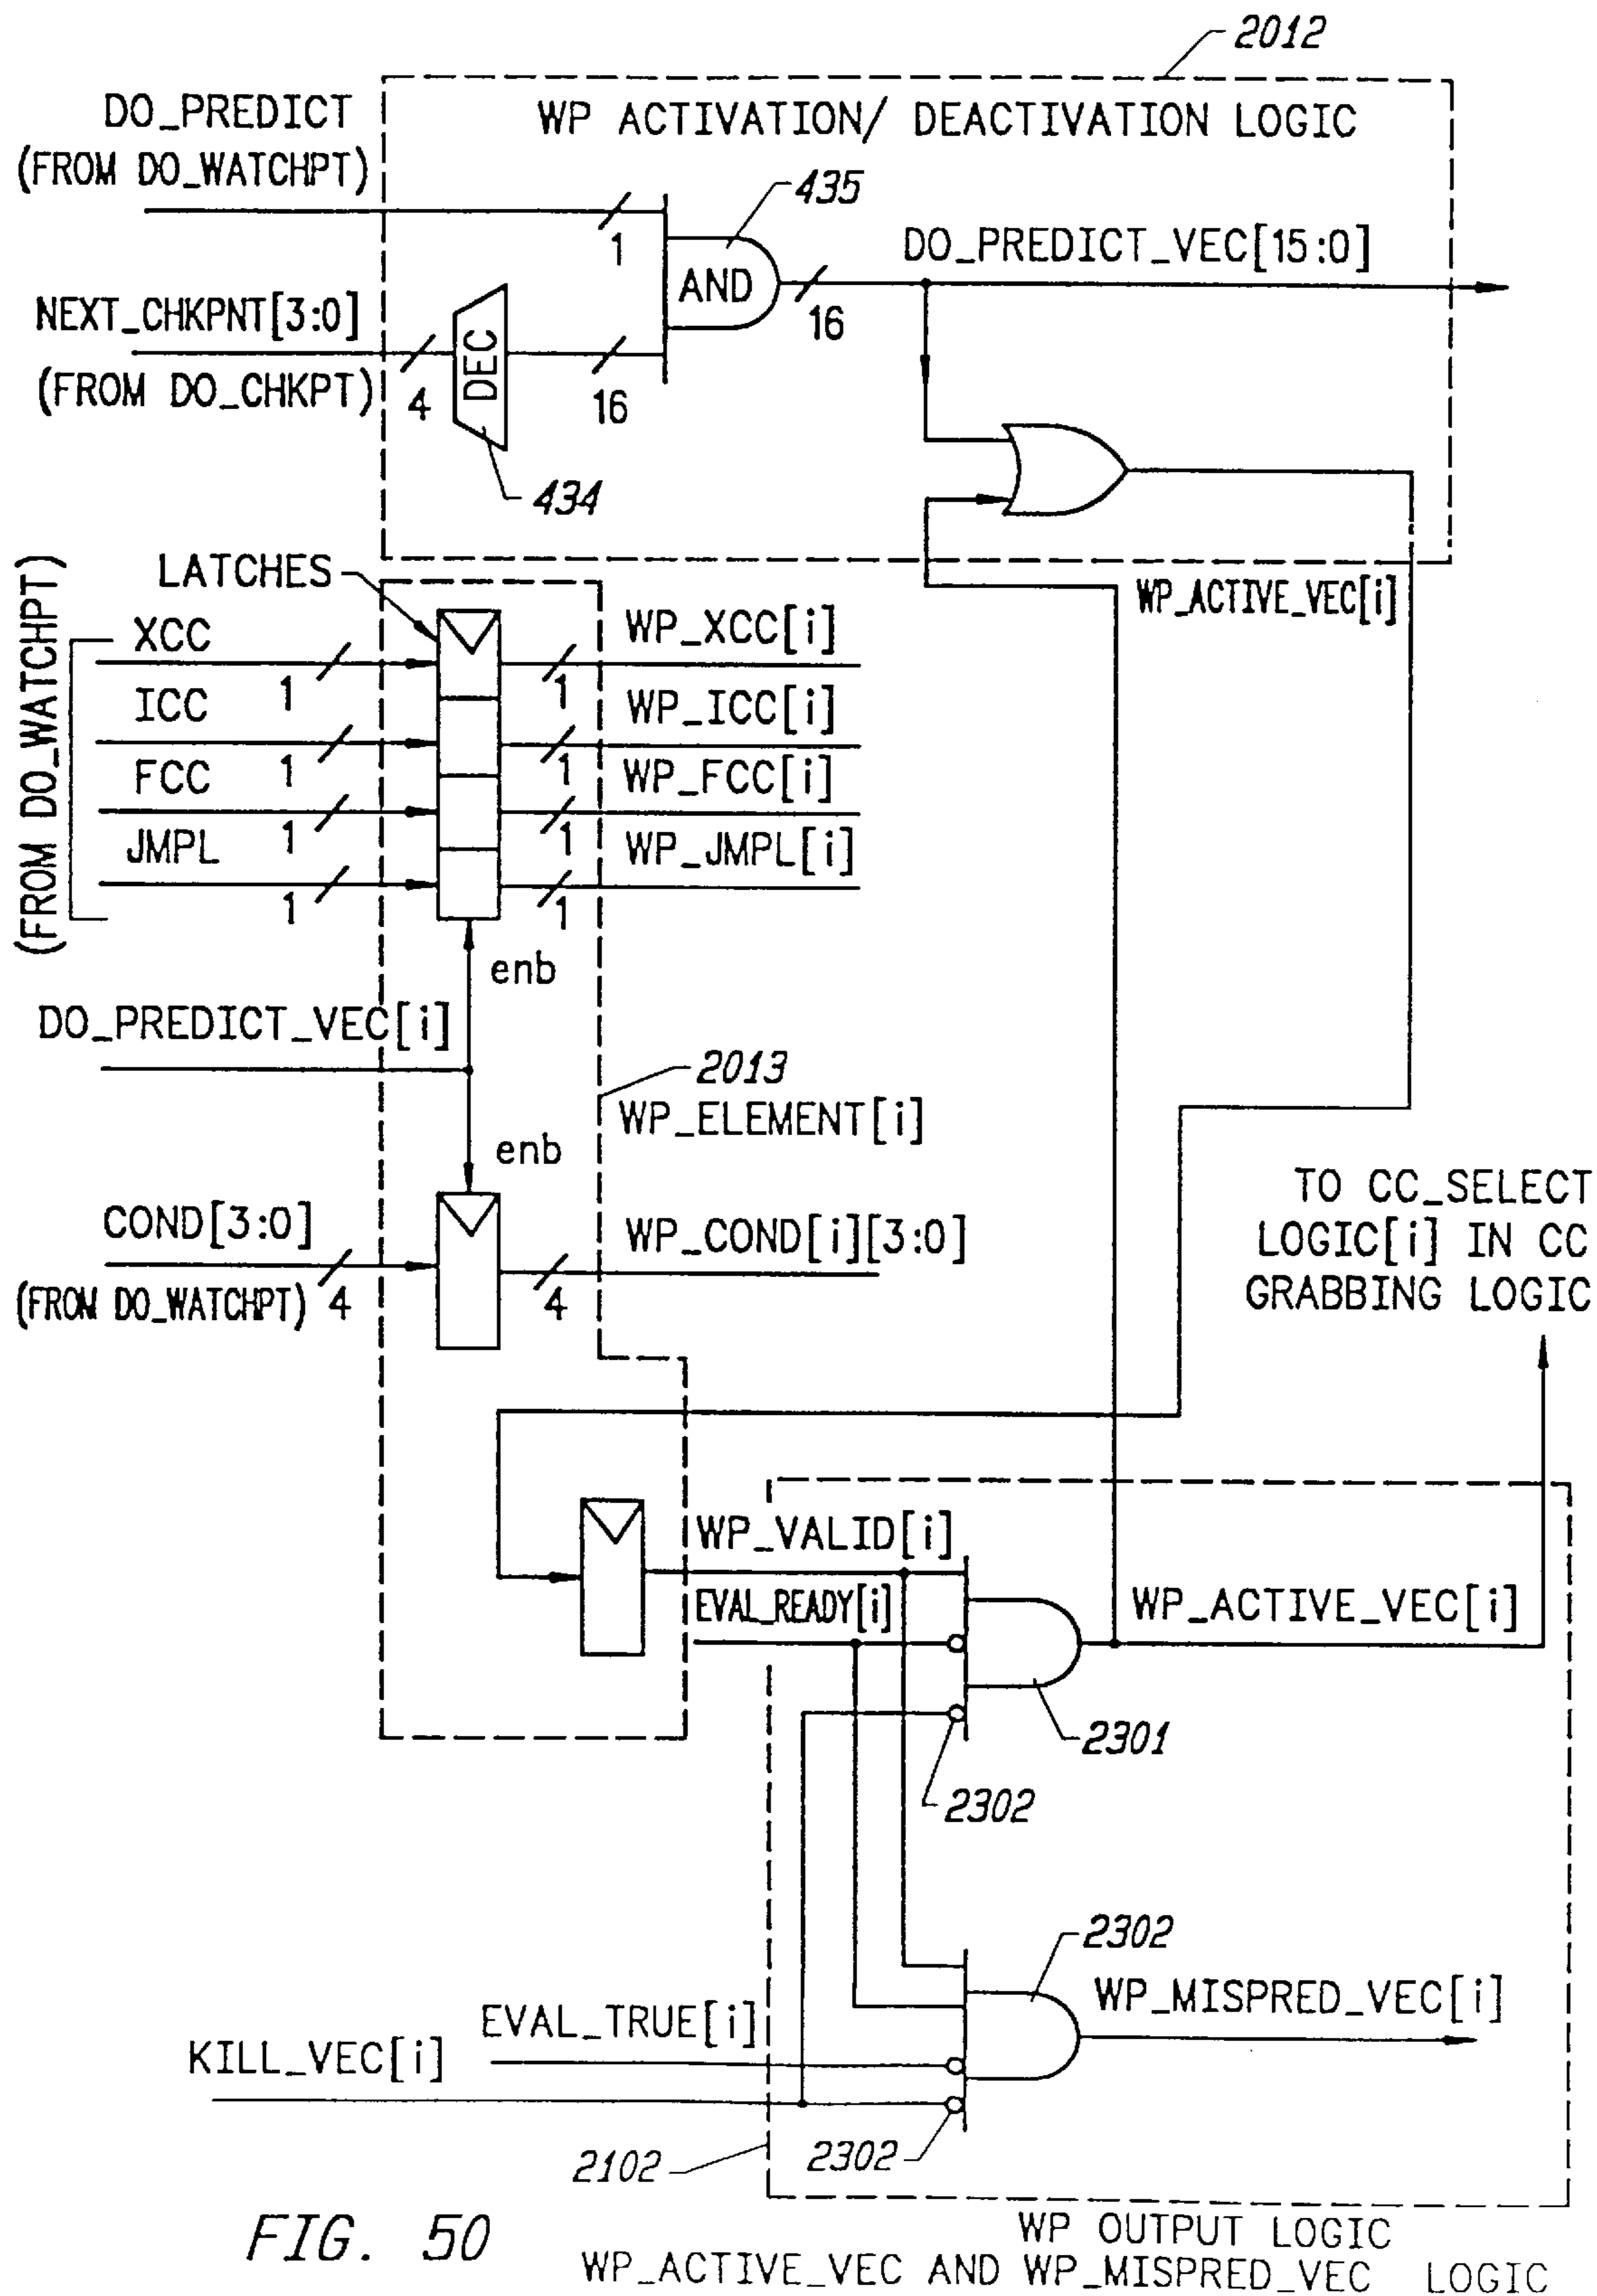 2012
DO_PREDICT
(FROM DO_WATCHPT)
WP ACTIVATION/ DEACTIVATION LOGIC
435
1
AND
DO_PREDICT_VEC[15:0]
16
NEXT_CHKPNT[3:0]
(FROM DO_CHKPT)
4
DEC
16
434
LATCHES
WP_ACTIVE_VEC[i]
(FROM DO_WATCHPT)
XCC
1
1
WP_XCC[i]
ICC
1
1
WP_ICC[i]
FCC
1
1
WP_FCC[i]
JMPL
1
1
WP_JMPL[i]
enb
DO_PREDICT_VEC[i]
2013
WP_ELEMENT[i]
enb
COND[3:0]
(FROM DO_WATCHPT)
4
4
WP_COND[i][3:0]
TO CC_SELECT
LOGIC[i] IN CC
GRABBING LOGIC
WP_VALID[i]
EVAL_READY[i]
WP_ACTIVE_VEC[i]
2301
2302
2302
WP_MISPRED_VEC[i]
EVAL_TRUE[i]
KILL_VEC[i]
2102
2302
FIG. 50
WP OUTPUT LOGIC
WP_ACTIVE_VEC AND WP_MISPRED_VEC LOGIC